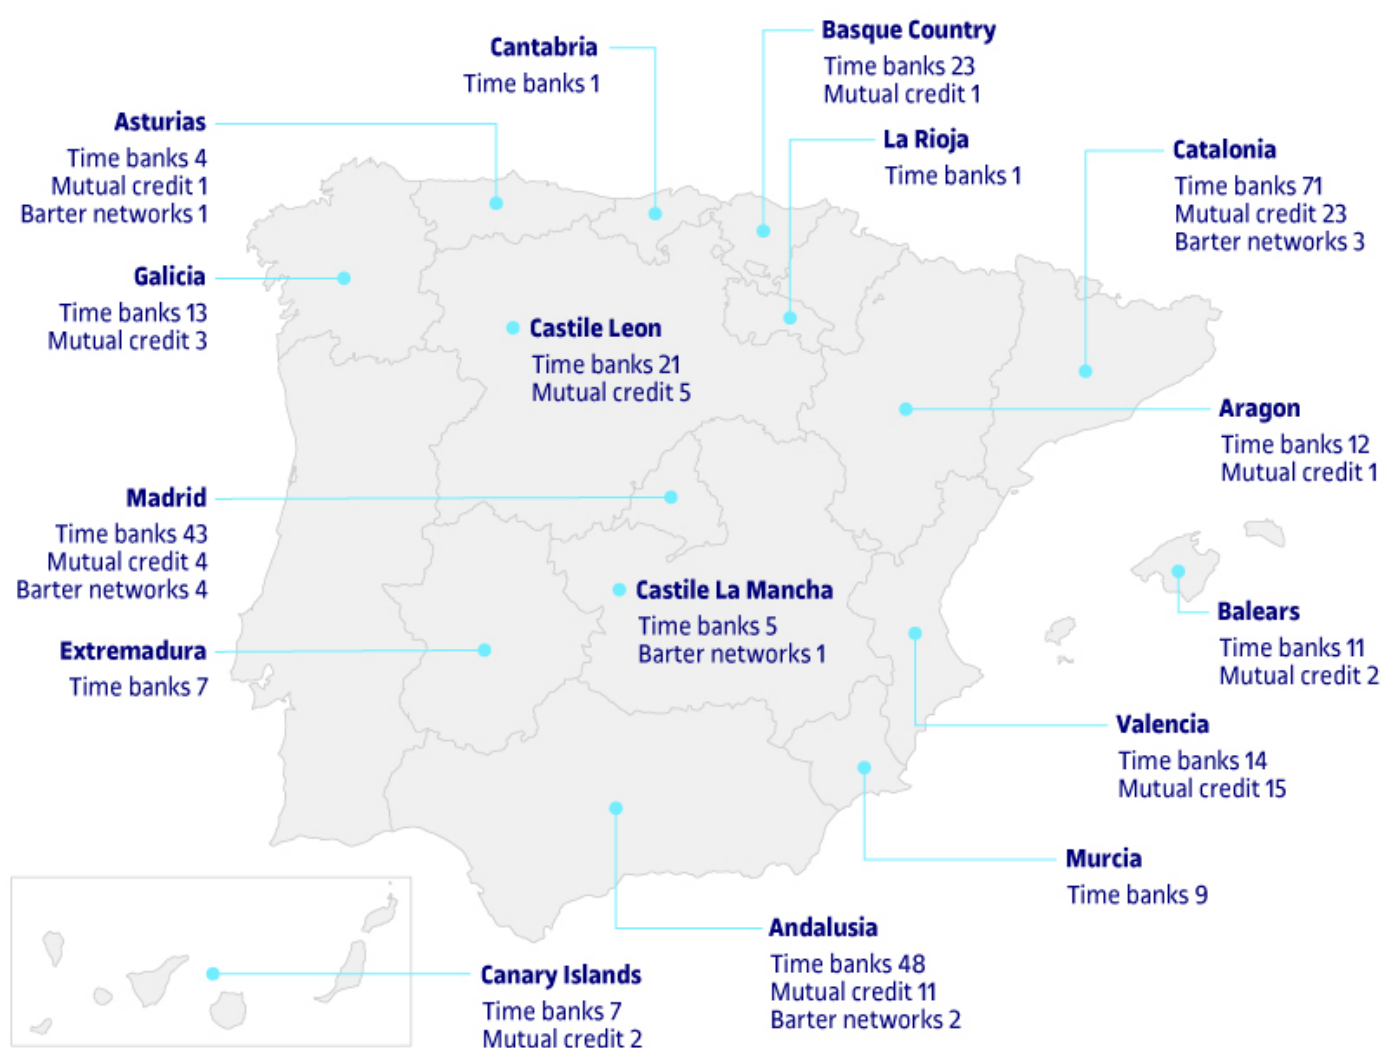 Cantabria
Time banks 1
Basque Country
Time banks 23
Mutual credit 1
Asturias
Time banks 4
Mutual credit 1
Barter networks 1
La Rioja
Time banks 1
Catalonia
Time banks 71
Mutual credit 23
Barter networks 3
Galicia
Time banks 13
Mutual credit 3
Castile Leon
Time banks 21
Mutual credit 5
Aragon
Time banks 12
Mutual credit 1
Madrid
Time banks 43
Mutual credit 4
Barter networks 4
Castile La Mancha
Time banks 5
Barter networks 1
Balears
Time banks 11
Mutual credit 2
Extremadura
Time banks 7
Valencia
Time banks 14
Mutual credit 15
Murcia
Time banks 9
Andalusia
Time banks 48
Mutual credit 11
Barter networks 2
Canary Islands
Time banks 7
Mutual credit 2